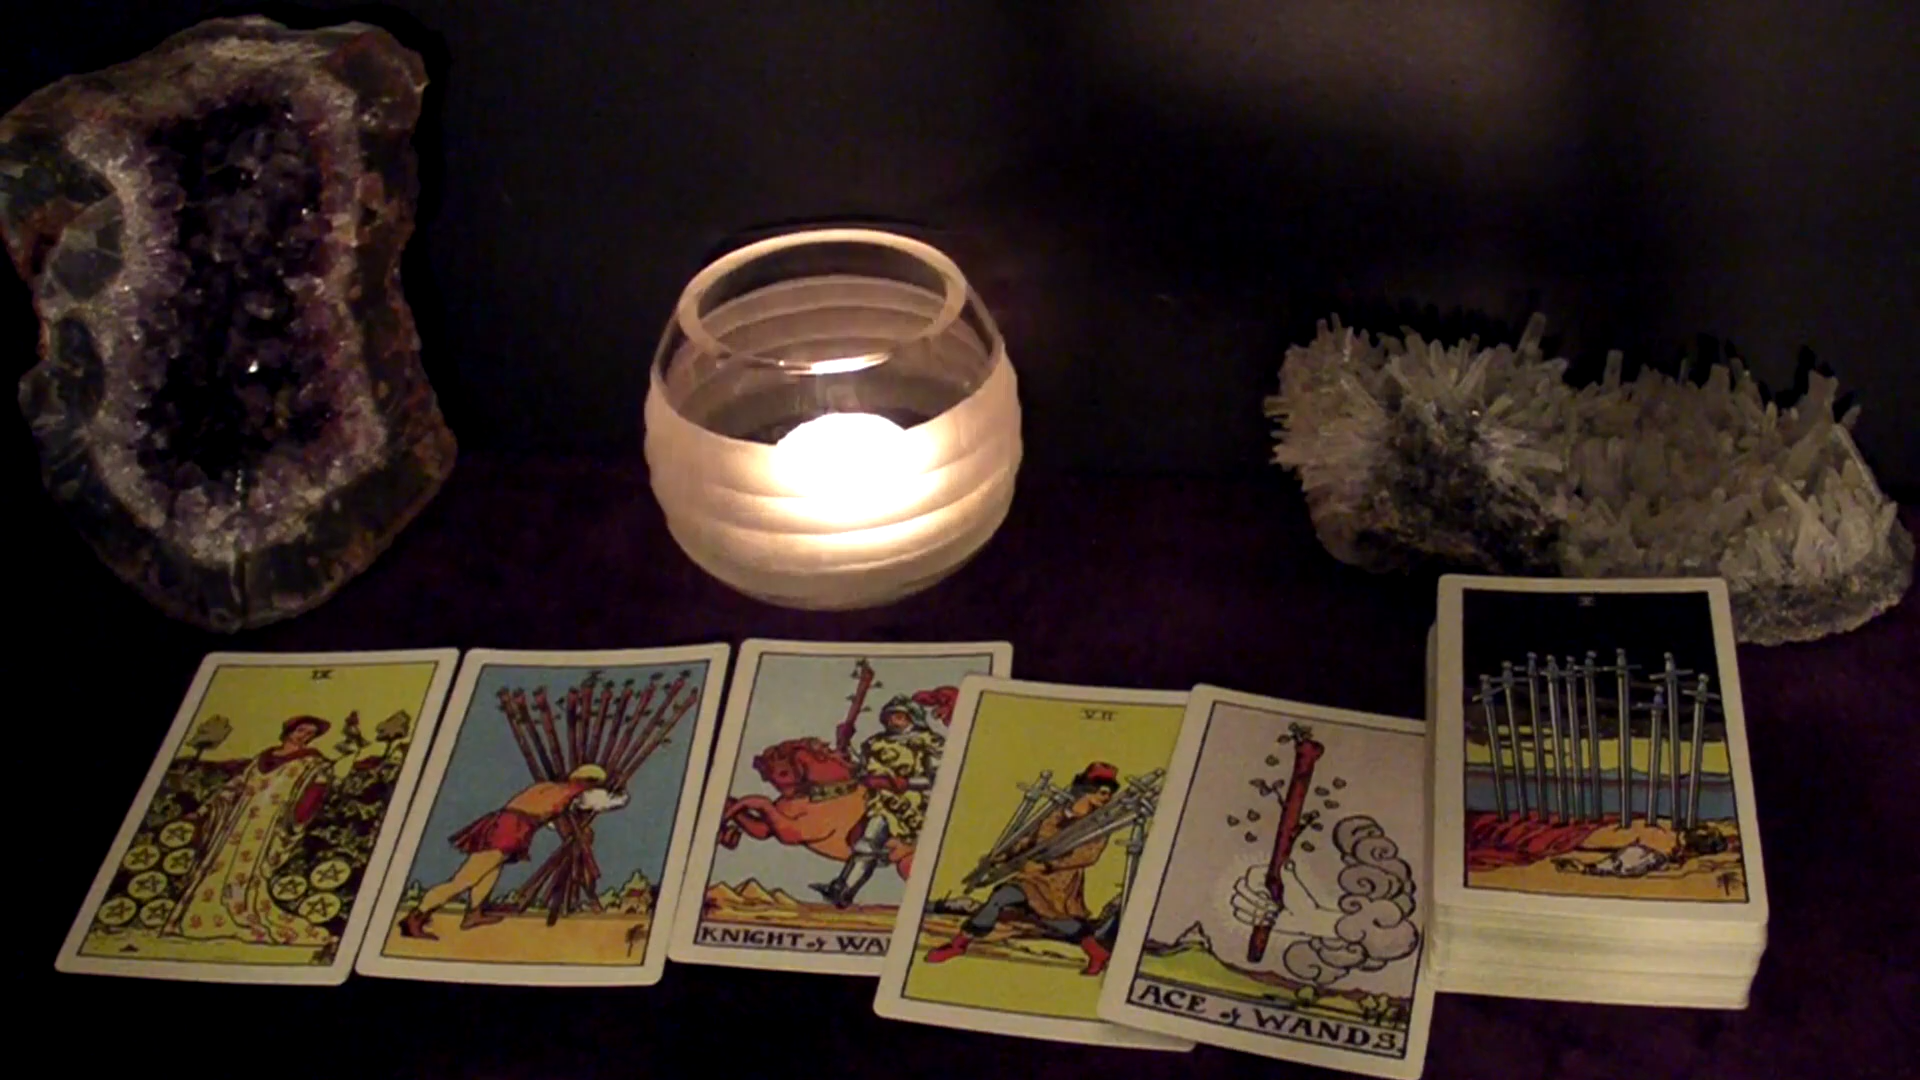 IX
X
KNIGHT of WA
VII
ACE of WANDS.
X